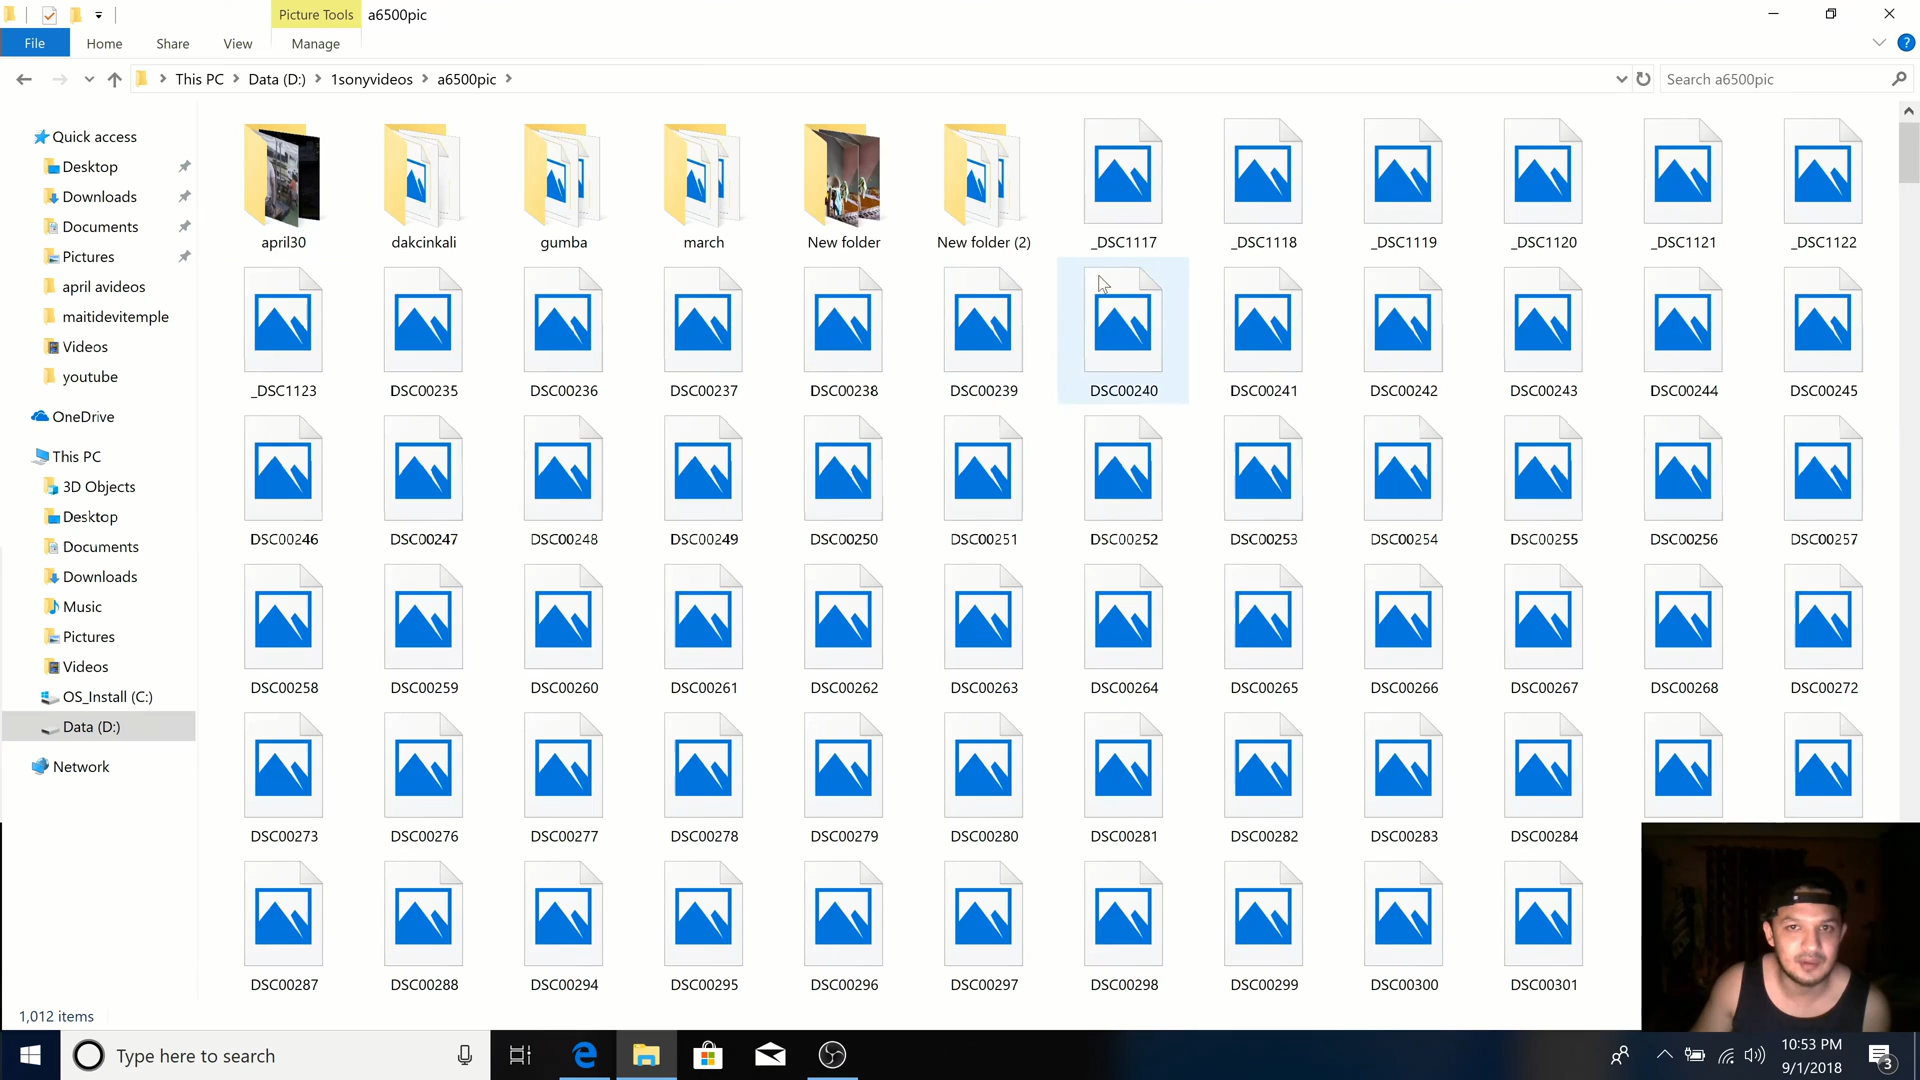 Picture Tools a6500pic
File Home Share View Manage
This PC Data (D:) 1sonyvideos a6500pic Search a6500pic
Quick access
Desktop
Downloads
Documents
Pictures
april avideos
maitidevitemple
Videos
youtube
OneDrive
This PC
3D Objects
Desktop
Documents
Downloads
Music
Pictures
Videos
OS_Install (C:)
Data (D:)
Network
april30 dakcinkali gumba march New folder New folder (2) _DSC1117 _DSC1118 _DSC1119 _DSC1120 _DSC1121 _DSC1122
_DSC1123 DSC00235 DSC00236 DSC00237 DSC00238 DSC00239 DSC00240 DSC00241 DSC00242 DSC00243 DSC00244 DSC00245
DSC00246 DSC00247 DSC00248 DSC00249 DSC00250 DSC00251 DSC00252 DSC00253 DSC00254 DSC00255 DSC00256 DSC00257
DSC00258 DSC00259 DSC00260 DSC00261 DSC00262 DSC00263 DSC00264 DSC00265 DSC00266 DSC00267 DSC00268 DSC00272
DSC00273 DSC00276 DSC00277 DSC00278 DSC00279 DSC00280 DSC00281 DSC00282 DSC00283 DSC00284
DSC00287 DSC00288 DSC00294 DSC00295 DSC00296 DSC00297 DSC00298 DSC00299 DSC00300 DSC00301
1,012 items
Type here to search
10:53 PM
9/1/2018
3